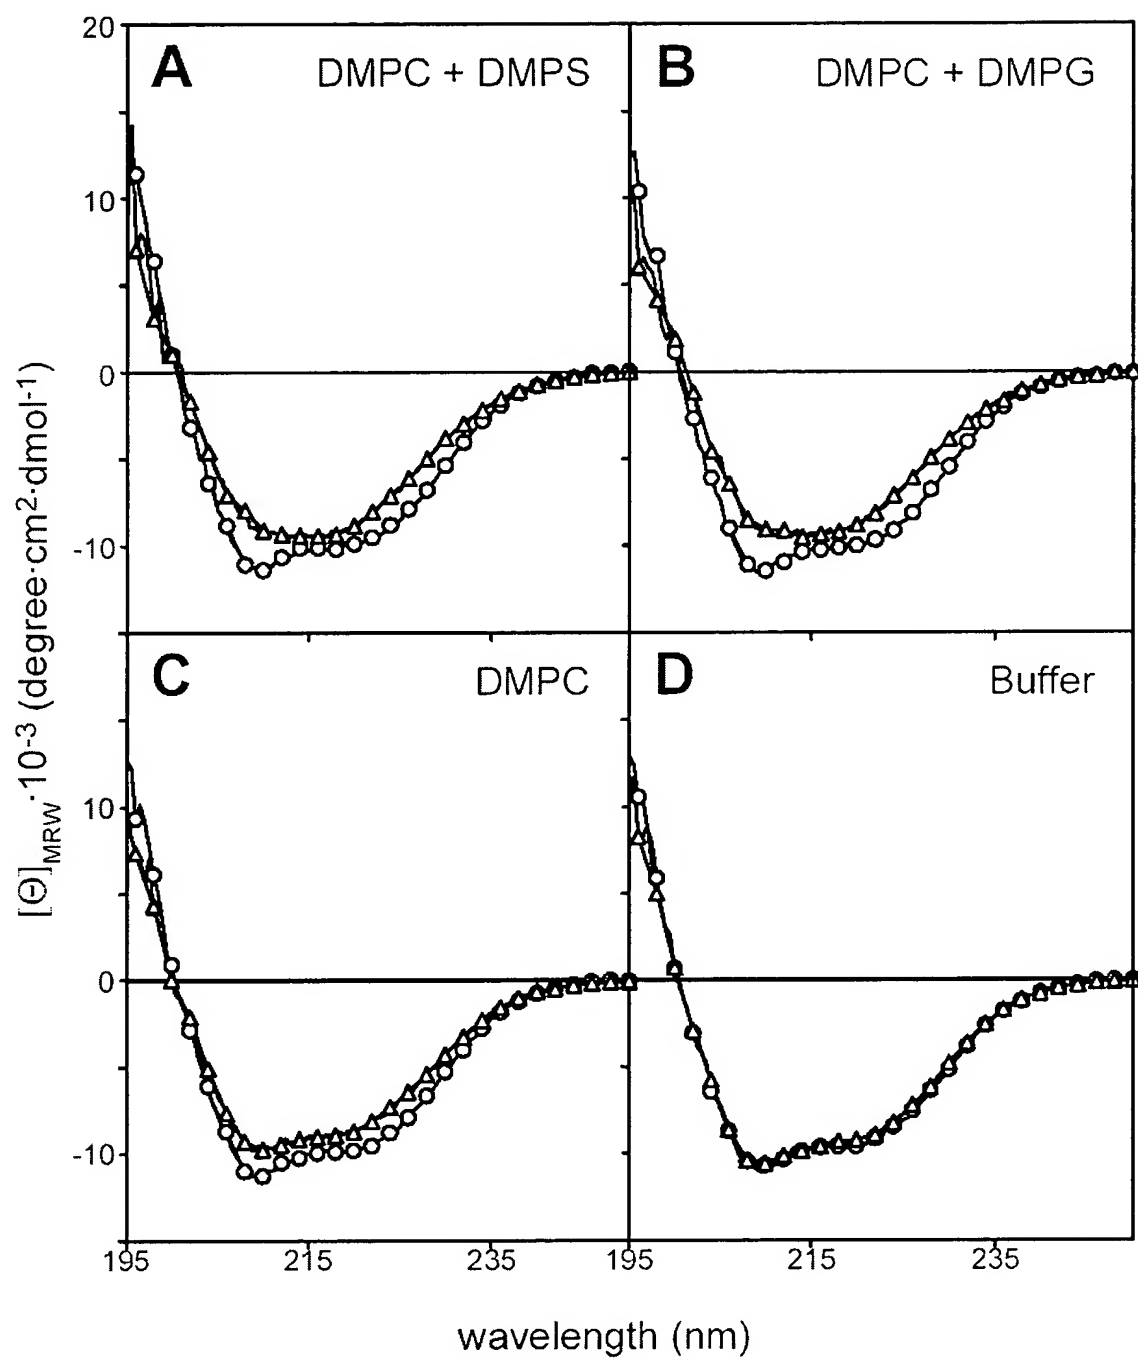 20
A
DMPC + DMPS
B
DMPC + DMPG
10
0
-10
C
DMPC
D
Buffer
10
0
-10
195
215
235
195
215
235
[Θ]MRW·10-3 (degree·cm2·dmol-1)
wavelength (nm)